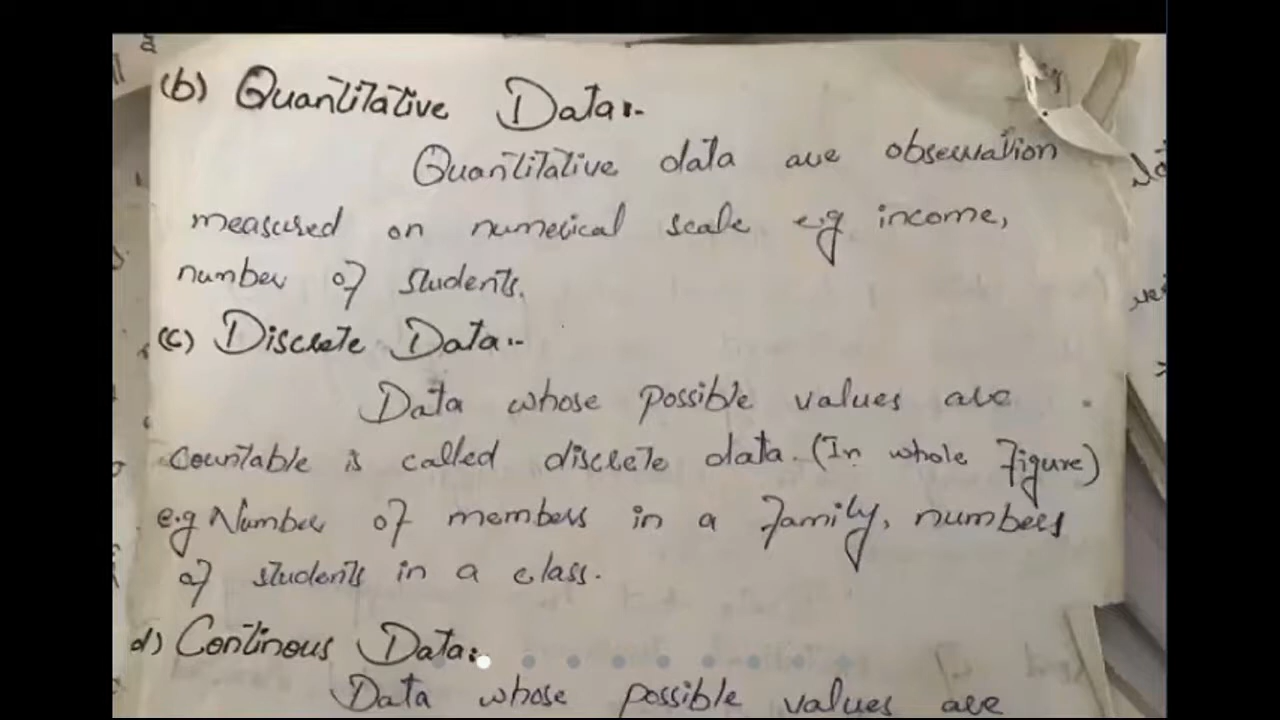 (b) Quantitative Data:-
Quantitative data are observation
measured on numerical scale e.g income,
number of students.
(c) Discrete Data:-
Data whose possible values are
countable is called discrete data. (In whole figure)
e.g Number of members in a family, numbers
of students in a class.
d) Continous Data:-
Data whose possible values are